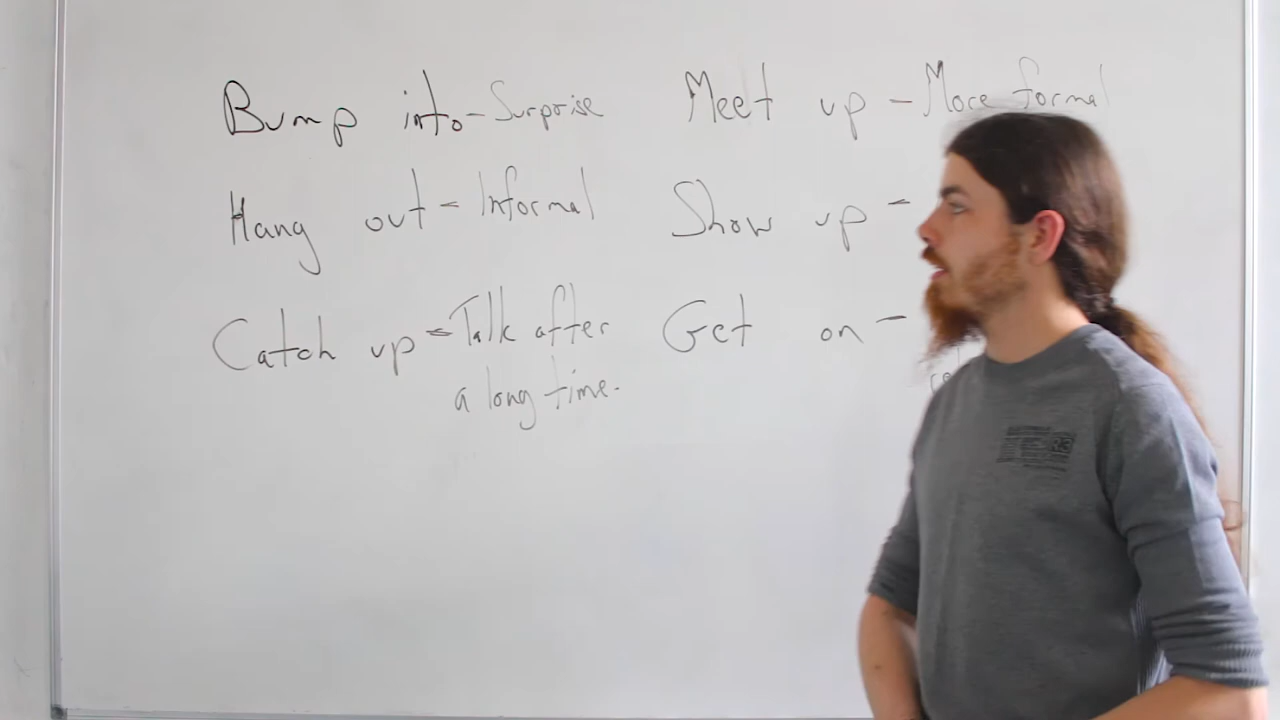 Bump into - Surprise
Hang out - Informal
Catch up - Talk after
a long time.
Meet up - More formal
Show up -
Get on -